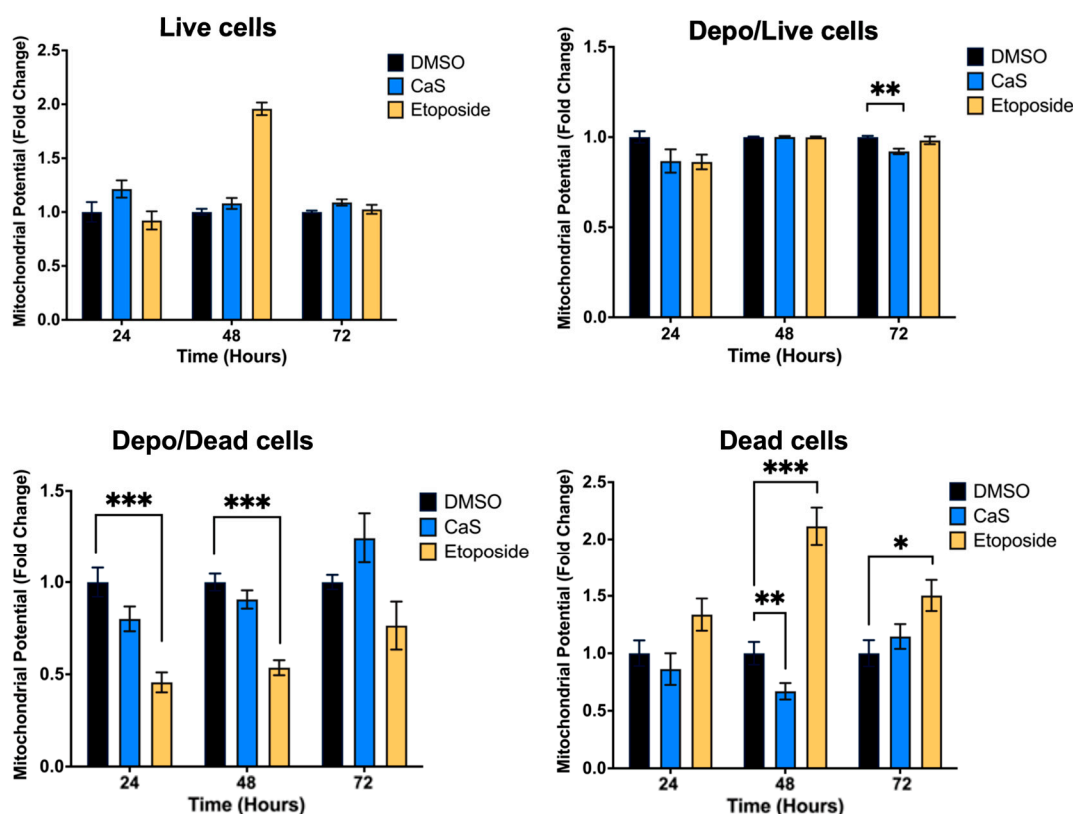 Live cells
Mitochondrial Potential (Fold Change)
2.5
2.0
1.5
1.0
0.5
0.0
24
48
72
Time (Hours)
DMSO
CaS
Etoposide
Depo/Live cells
Mitochondrial Potential (Fold Change)
1.5
1.0
0.5
0.0
**
24
48
72
Time (Hours)
DMSO
CaS
Etoposide
Depo/Dead cells
Mitochondrial Potential (Fold Change)
1.5
1.0
0.5
0.0
***
***
24
48
72
Time (Hours)
DMSO
CaS
Etoposide
Dead cells
Mitochondrial Potential (Fold Change)
2.5
2.0
1.5
1.0
0.5
0.0
***
**
*
24
48
72
Time (Hours)
DMSO
CaS
Etoposide